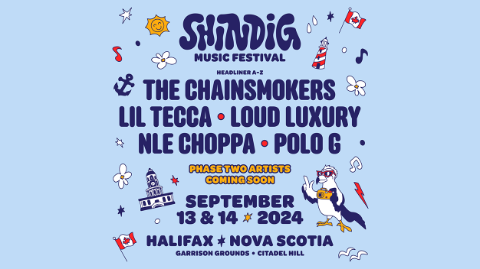 SHINDIG
MUSIC FESTIVAL
HEADLINER A-Z
THE CHAINSMOKERS
LIL TECCA • LOUD LUXURY
NLE CHOPPA • POLO G
PHASE TWO ARTISTS
COMING SOON
SEPTEMBER
13 & 14 ★ 2024
HALIFAX ★ NOVA SCOTIA
GARRISON GROUNDS • CITADEL HILL